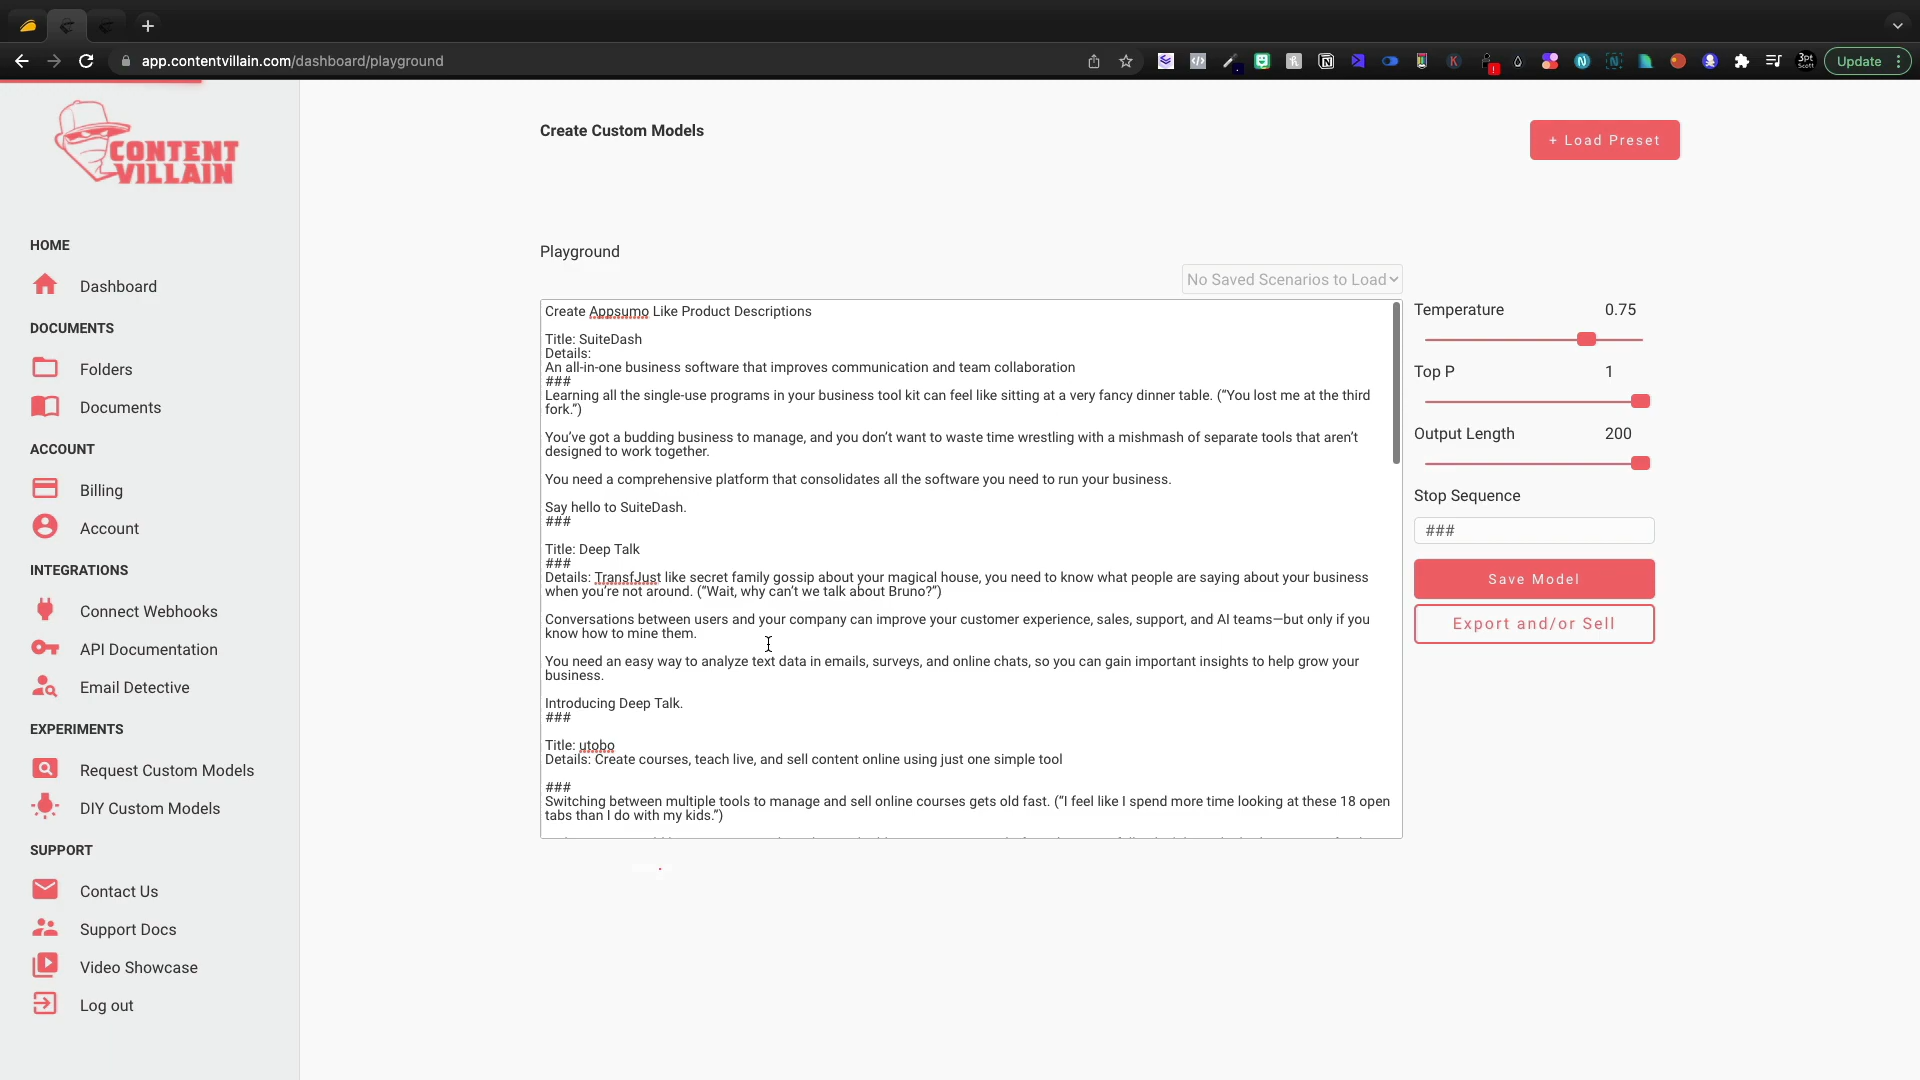 app.contentvillain.com/dashboard/playground
Update
CONTENT
VILLAIN
HOME
Dashboard
DOCUMENTS
Folders
Documents
ACCOUNT
Billing
Account
INTEGRATIONS
Connect Webhooks
API Documentation
Email Detective
EXPERIMENTS
Request Custom Models
DIY Custom Models
SUPPORT
Contact Us
Support Docs
Video Showcase
Log out
Create Custom Models
+ Load Preset
Playground
No Saved Scenarios to Load
Create Appsumo Like Product Descriptions
Title: SuiteDash
Details:
An all-in-one business software that improves communication and team collaboration
###
Learning all the single-use programs in your business tool kit can feel like sitting at a very fancy dinner table. (“You lost me at the third
fork.”)
You’ve got a budding business to manage, and you don’t want to waste time wrestling with a mishmash of separate tools that aren’t
designed to work together.
You need a comprehensive platform that consolidates all the software you need to run your business.
Say hello to SuiteDash.
###
Title: Deep Talk
###
Details: TransfJust like secret family gossip about your magical house, you need to know what people are saying about your business
when you’re not around. (“Wait, why can’t we talk about Bruno?”)
Conversations between users and your company can improve your customer experience, sales, support, and AI teams—but only if you
know how to mine them.
You need an easy way to analyze text data in emails, surveys, and online chats, so you can gain important insights to help grow your
business.
Introducing Deep Talk.
###
Title: utobo
Details: Create courses, teach live, and sell content online using just one simple tool
###
Switching between multiple tools to manage and sell online courses gets old fast. (“I feel like I spend more time looking at these 18 open
tabs than I do with my kids.”)
Temperature 0.75
Top P 1
Output Length 200
Stop Sequence
###
Save Model
Export and/or Sell